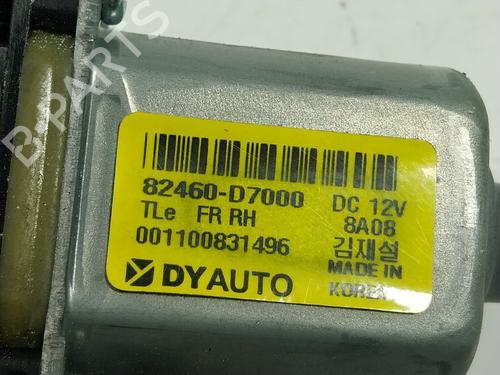 B-PARTS
82460-D7000 DC 12V
TLe FR RH 8A08
001100831496 김재설
DYAUTO MADE IN
KOREA